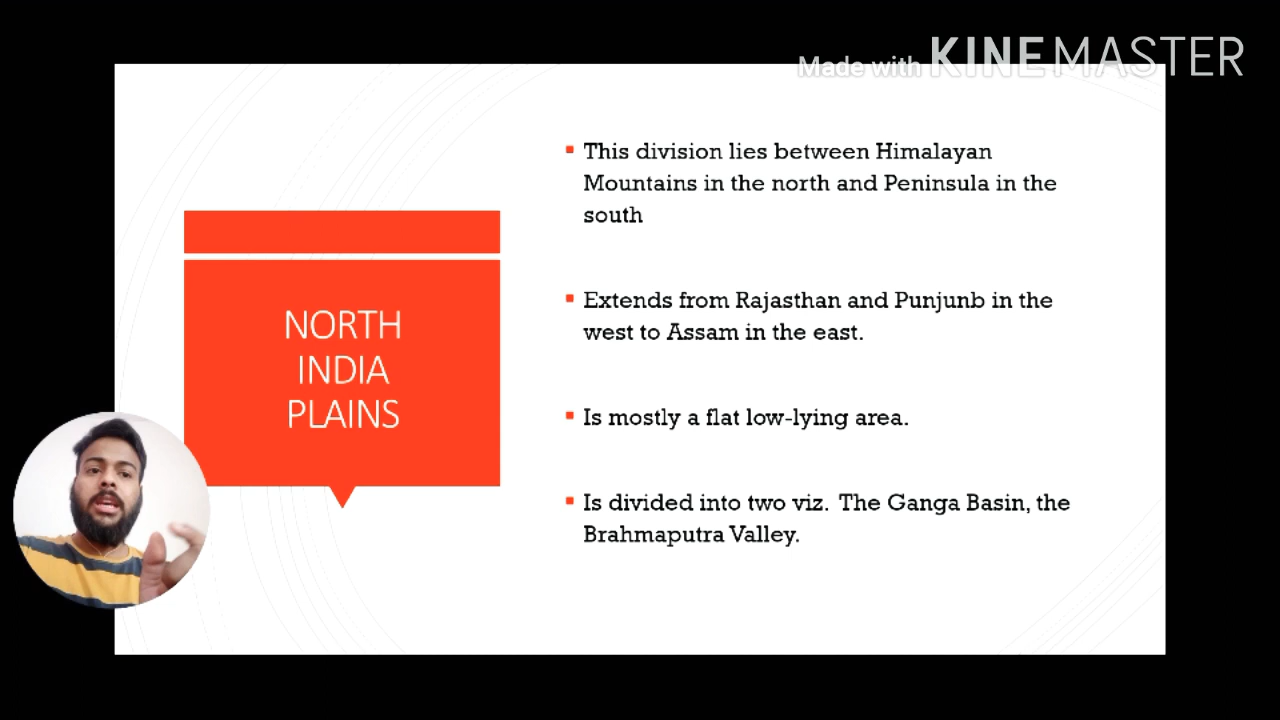 Made with KINEMASTER
This division lies between Himalayan
Mountains in the north and Peninsula in the
south
Extends from Rajasthan and Punjunb in the
west to Assam in the east.
NORTH
INDIA
PLAINS
Is mostly a flat low-lying area.
Is divided into two viz. The Ganga Basin, the
Brahmaputra Valley.